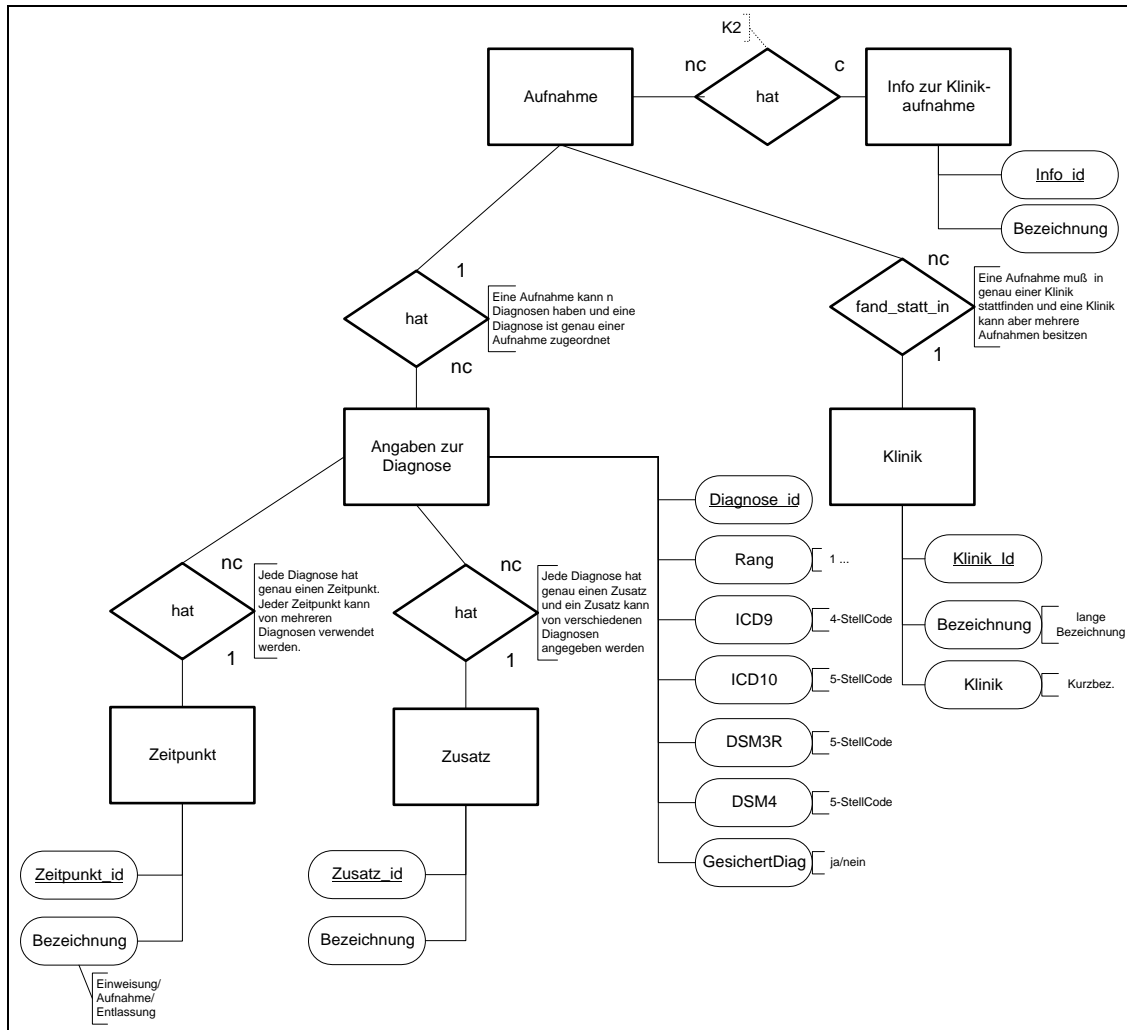 K2
nc
c
Aufnahme
hat
Info zur Klinik-
aufnahme
Info_id
Bezeichnung
1
hat
Eine Aufnahme kann n
Diagnosen haben und eine
Diagnose ist genau einer
Aufnahme zugeordnet
nc
nc
fand_statt_in
Eine Aufnahme muß in
genau einer Klinik
stattfinden und eine Klinik
kann aber mehrere
Aufnahmen besitzen
1
Angaben zur
Diagnose
Klinik
Diagnose_id
Rang
1 ...
ICD9
4-StellCode
ICD10
5-StellCode
DSM3R
5-StellCode
DSM4
5-StellCode
GesichertDiag
ja/nein
Klinik_Id
Bezeichnung
lange
Bezeichnung
Klinik
Kurzbez.
nc
hat
Jede Diagnose hat
genau einen Zeitpunkt.
Jeder Zeitpunkt kann
von mehreren
Diagnosen verwendet
werden.
1
nc
hat
Jede Diagnose hat
genau einen Zusatz
und ein Zusatz kann
von verschiedenen
Diagnosen
angegeben werden
1
Zeitpunkt
Zusatz
Zeitpunkt_id
Bezeichnung
Einweisung/
Aufnahme/
Entlassung
Zusatz_id
Bezeichnung